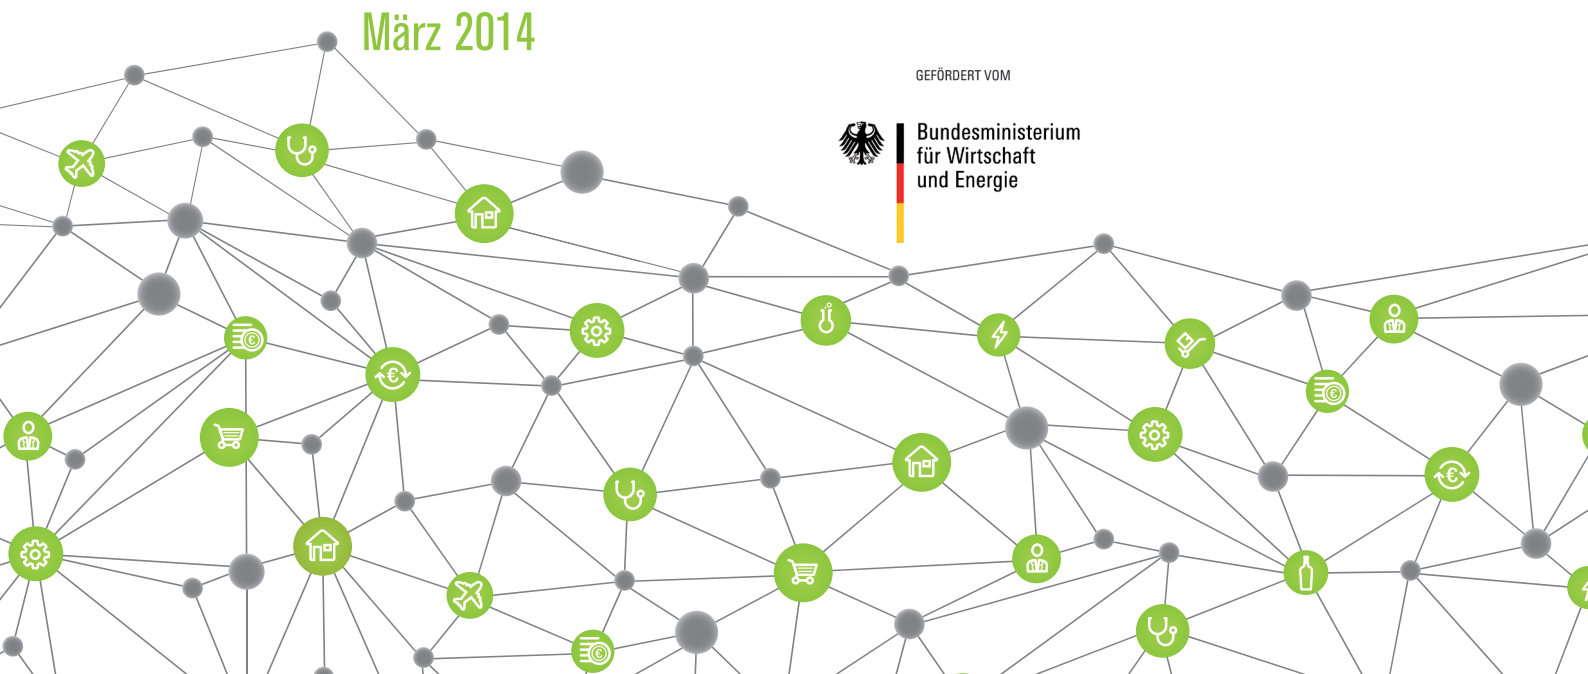 März 2014
GEFÖRDERT VOM
Bundesministerium
für Wirtschaft
und Energie